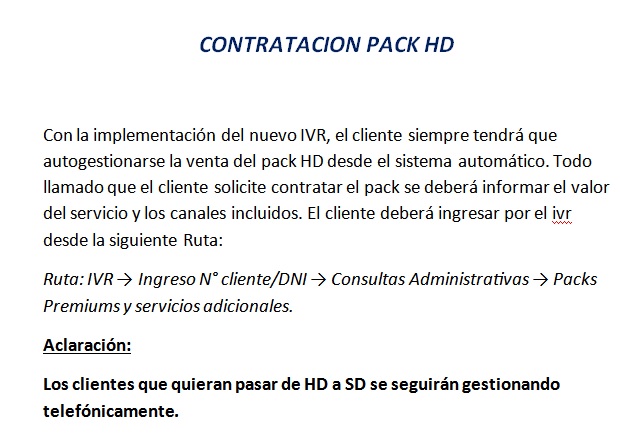 CONTRATACION PACK HD
Con la implementación del nuevo IVR, el cliente siempre tendrá que
autogestionarse la venta del pack HD desde el sistema automático. Todo
llamado que el cliente solicite contratar el pack se deberá informar el valor
del servicio y los canales incluidos. El cliente deberá ingresar por el ivr
desde la siguiente Ruta:
Ruta: IVR → Ingreso N° cliente/DNI → Consultas Administrativas → Packs
Premiums y servicios adicionales.
Aclaración:
Los clientes que quieran pasar de HD a SD se seguirán gestionando
telefónicamente.